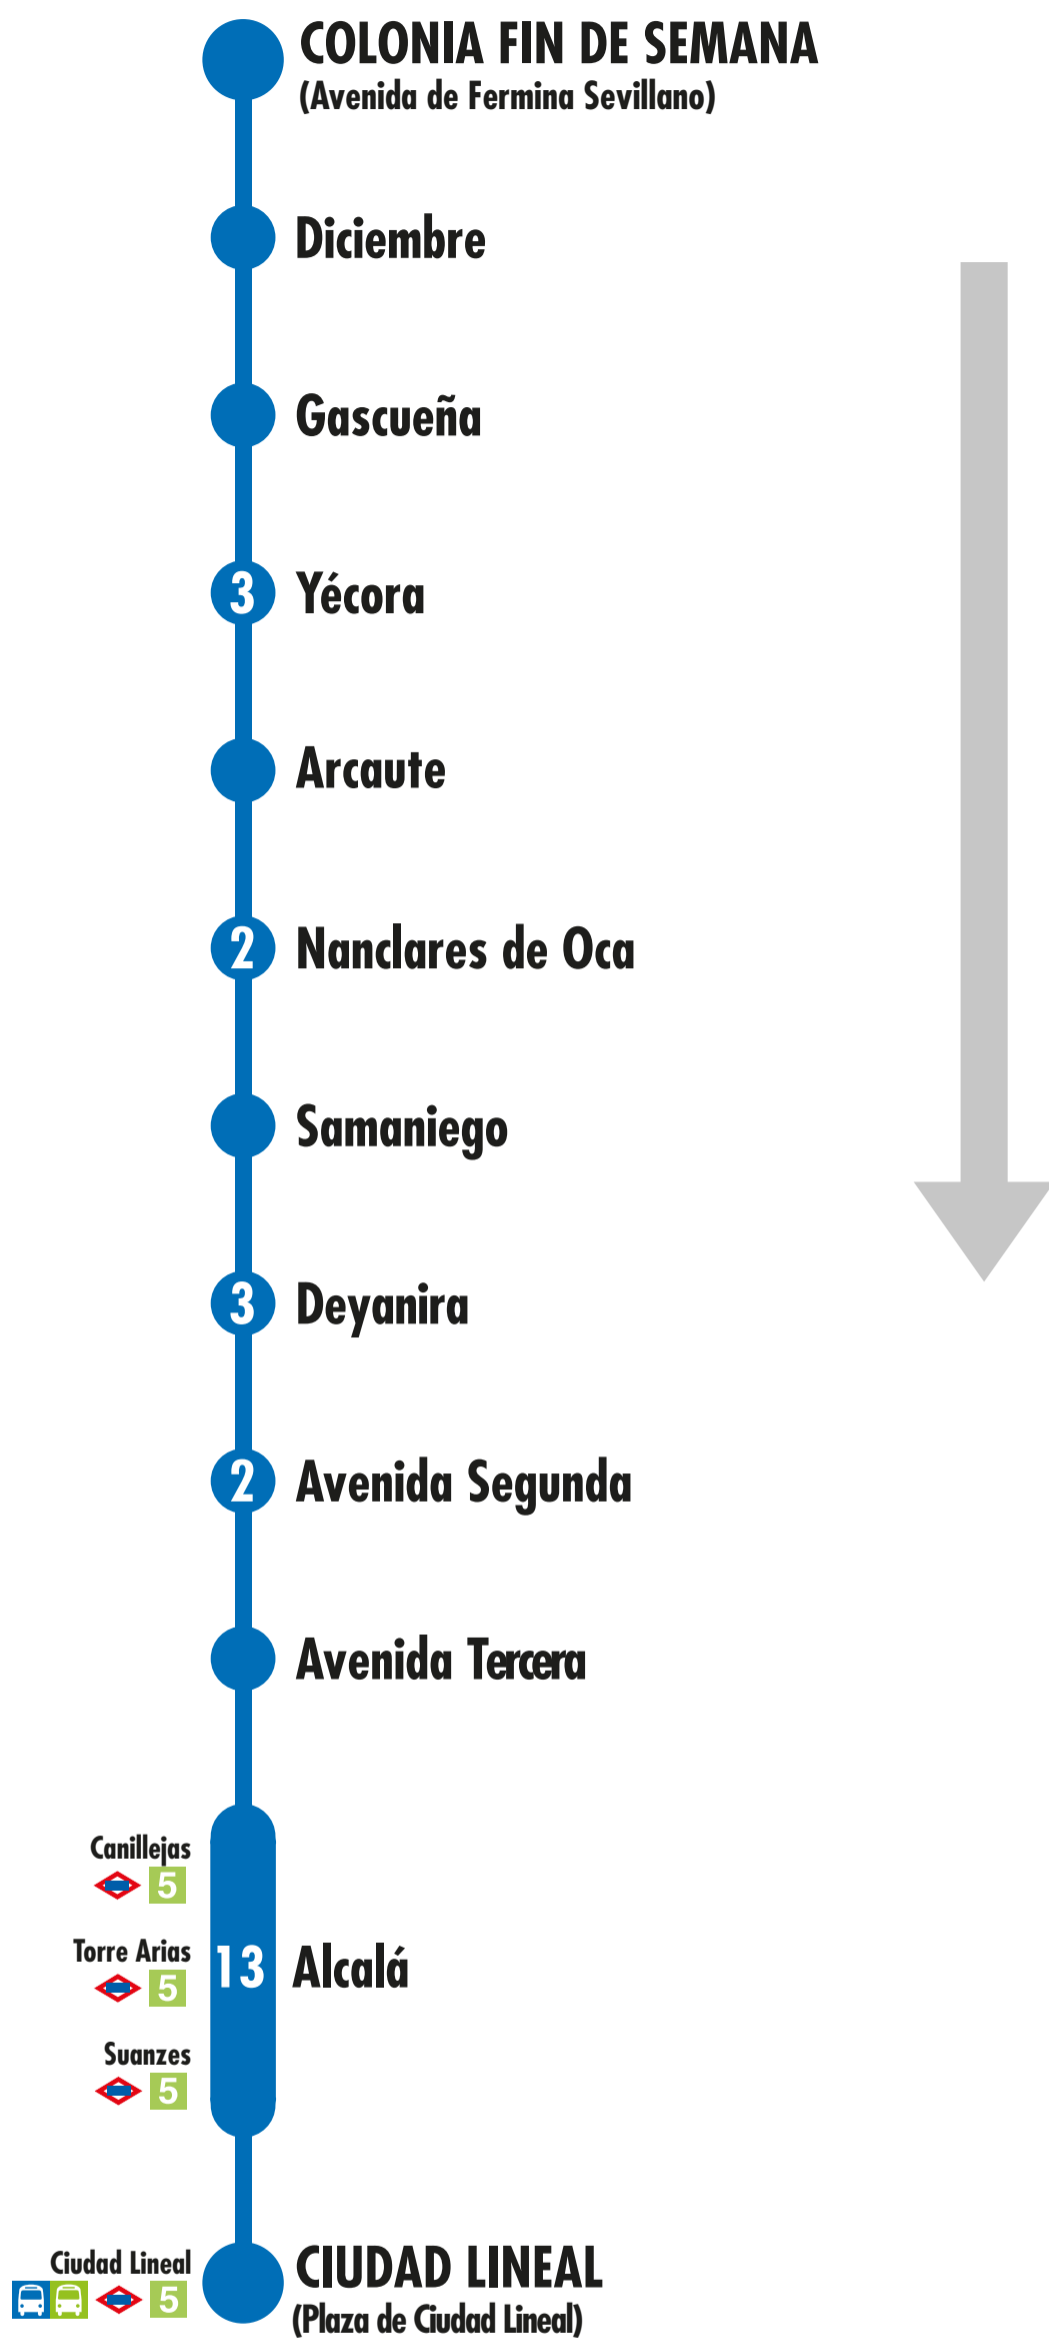 COLONIA FIN DE SEMANA
(Avenida de Fermina Sevillano)
Diciembre
Gascueña
3 Yécora
Arcaute
2 Nanclares de Oca
Samaniego
3 Deyanira
2 Avenida Segunda
Avenida Tercera
Canillejas
5
Torre Arias
5
Suanzes
5
13 Alcalá
Ciudad Lineal
5
CIUDAD LINEAL
(Plaza de Ciudad Lineal)